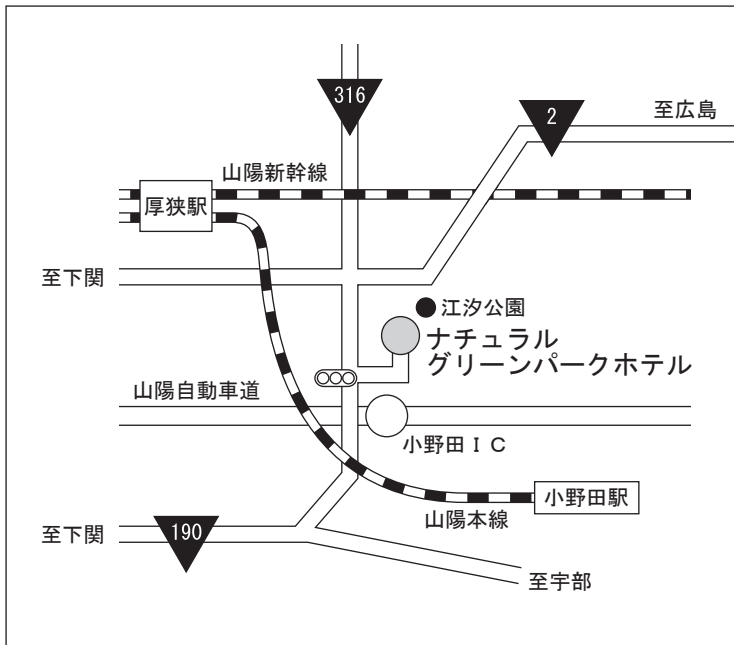 316
2
至広島
山陽新幹線
厚狭駅
至下関
江汐公園
ナチュラル
グリーンパークホテル
山陽自動車道
小野田ＩＣ
小野田駅
山陽本線
至下関
190
至宇部